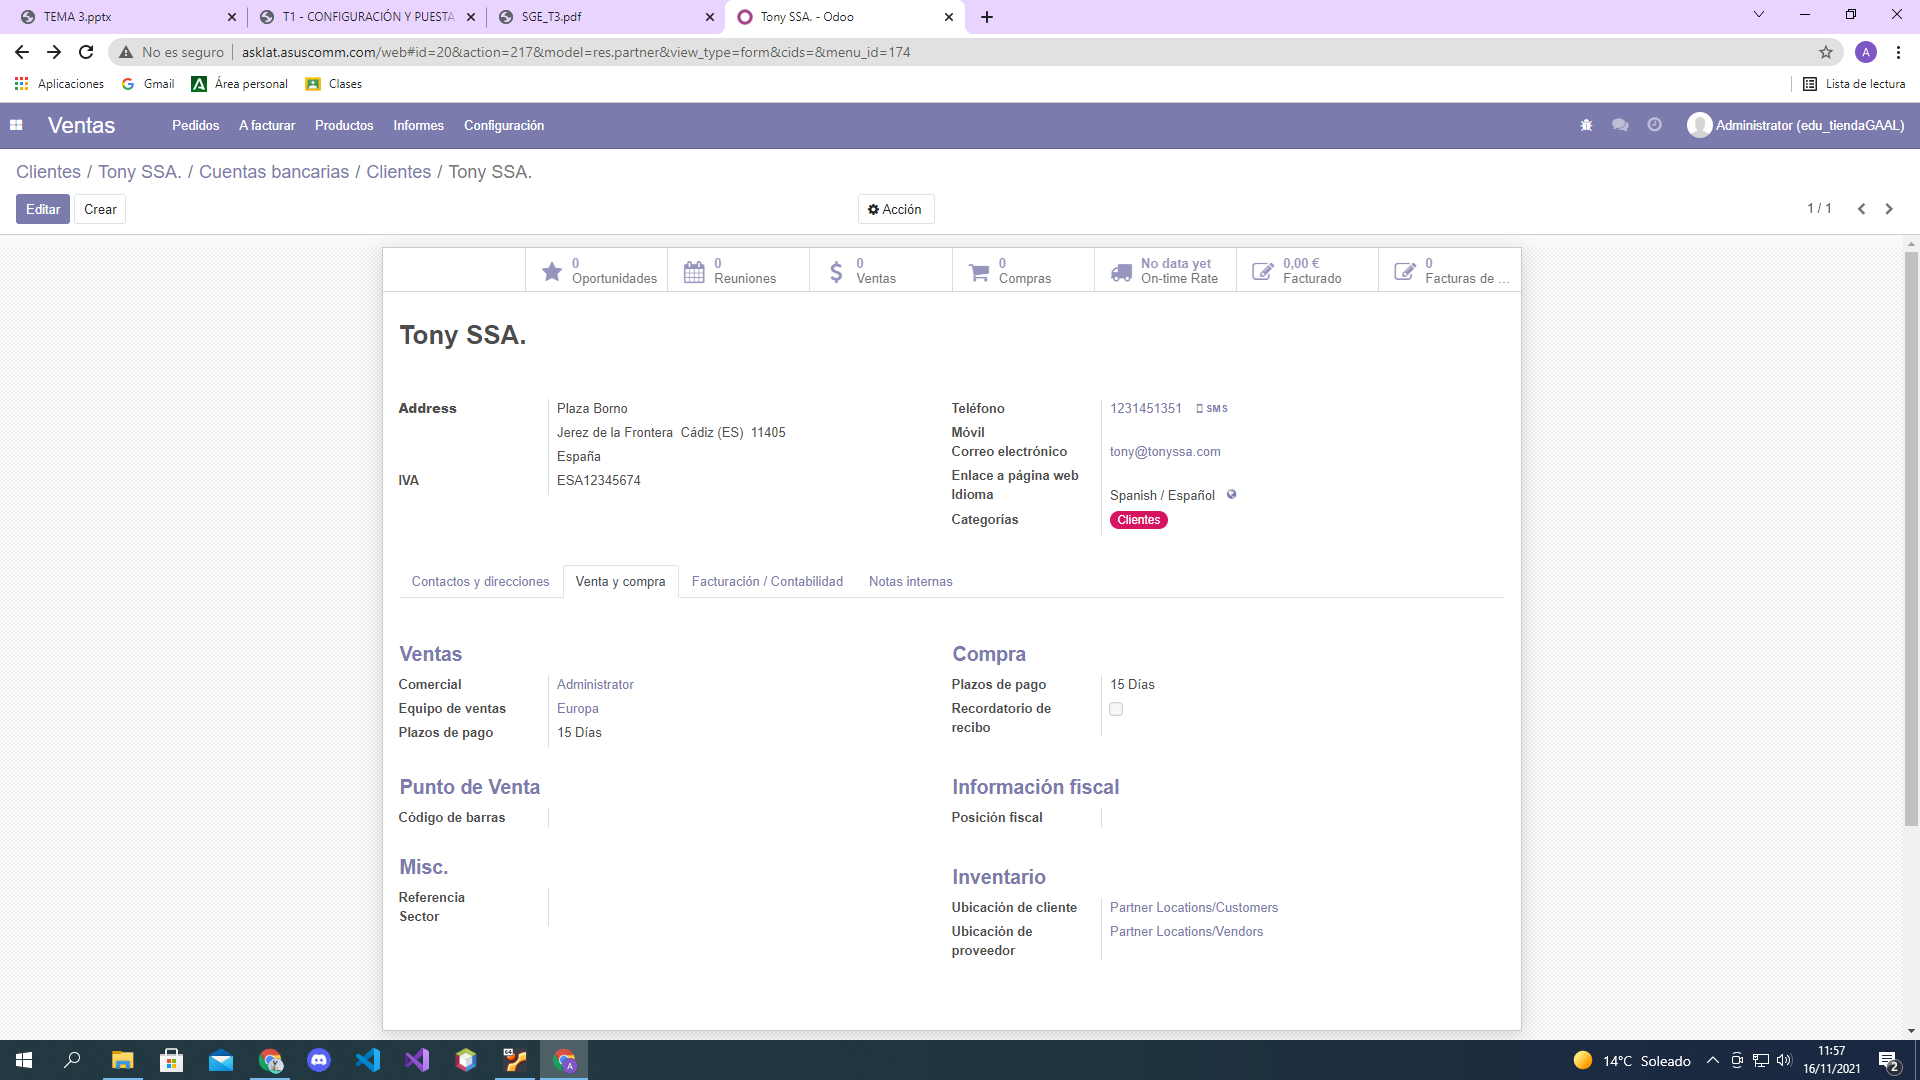 TEMA 3.pptx
T1 - CONFIGURACIÓN Y PUESTA
SGE_T3.pdf
Tony SSA. - Odoo
No es seguro
asklat.asuscomm.com/web#id=20&action=217&model=res.partner&view_type=form&cids=&menu_id=174
A
Aplicaciones
Gmail
Área personal
Clases
Lista de lectura
Ventas
Pedidos
A facturar
Productos
Informes
Configuración
Administrator (edu_tiendaGAAL)
Clientes / Tony SSA. / Cuentas bancarias / Clientes / Tony SSA.
Editar
Crear
Acción
1 / 1
0
Oportunidades
0
Reuniones
0
Ventas
0
Compras
No data yet
On-time Rate
0,00 €
Facturado
0
Facturas de ...
Tony SSA.
Address
Plaza Borno
Jerez de la Frontera Cádiz (ES) 11405
España
IVA
ESA12345674
Teléfono
1231451351
SMS
Móvil
Correo electrónico
tony@tonyssa.com
Enlace a página web
Idioma
Spanish / Español
Categorías
Clientes
Contactos y direcciones
Venta y compra
Facturación / Contabilidad
Notas internas
Ventas
Comercial
Administrator
Equipo de ventas
Europa
Plazos de pago
15 Días
Compra
Plazos de pago
15 Días
Recordatorio de
recibo
Punto de Venta
Código de barras
Información fiscal
Posición fiscal
Misc.
Referencia
Sector
Inventario
Ubicación de cliente
Partner Locations/Customers
Ubicación de
proveedor
Partner Locations/Vendors
14°C Soleado
11:57
16/11/2021
2